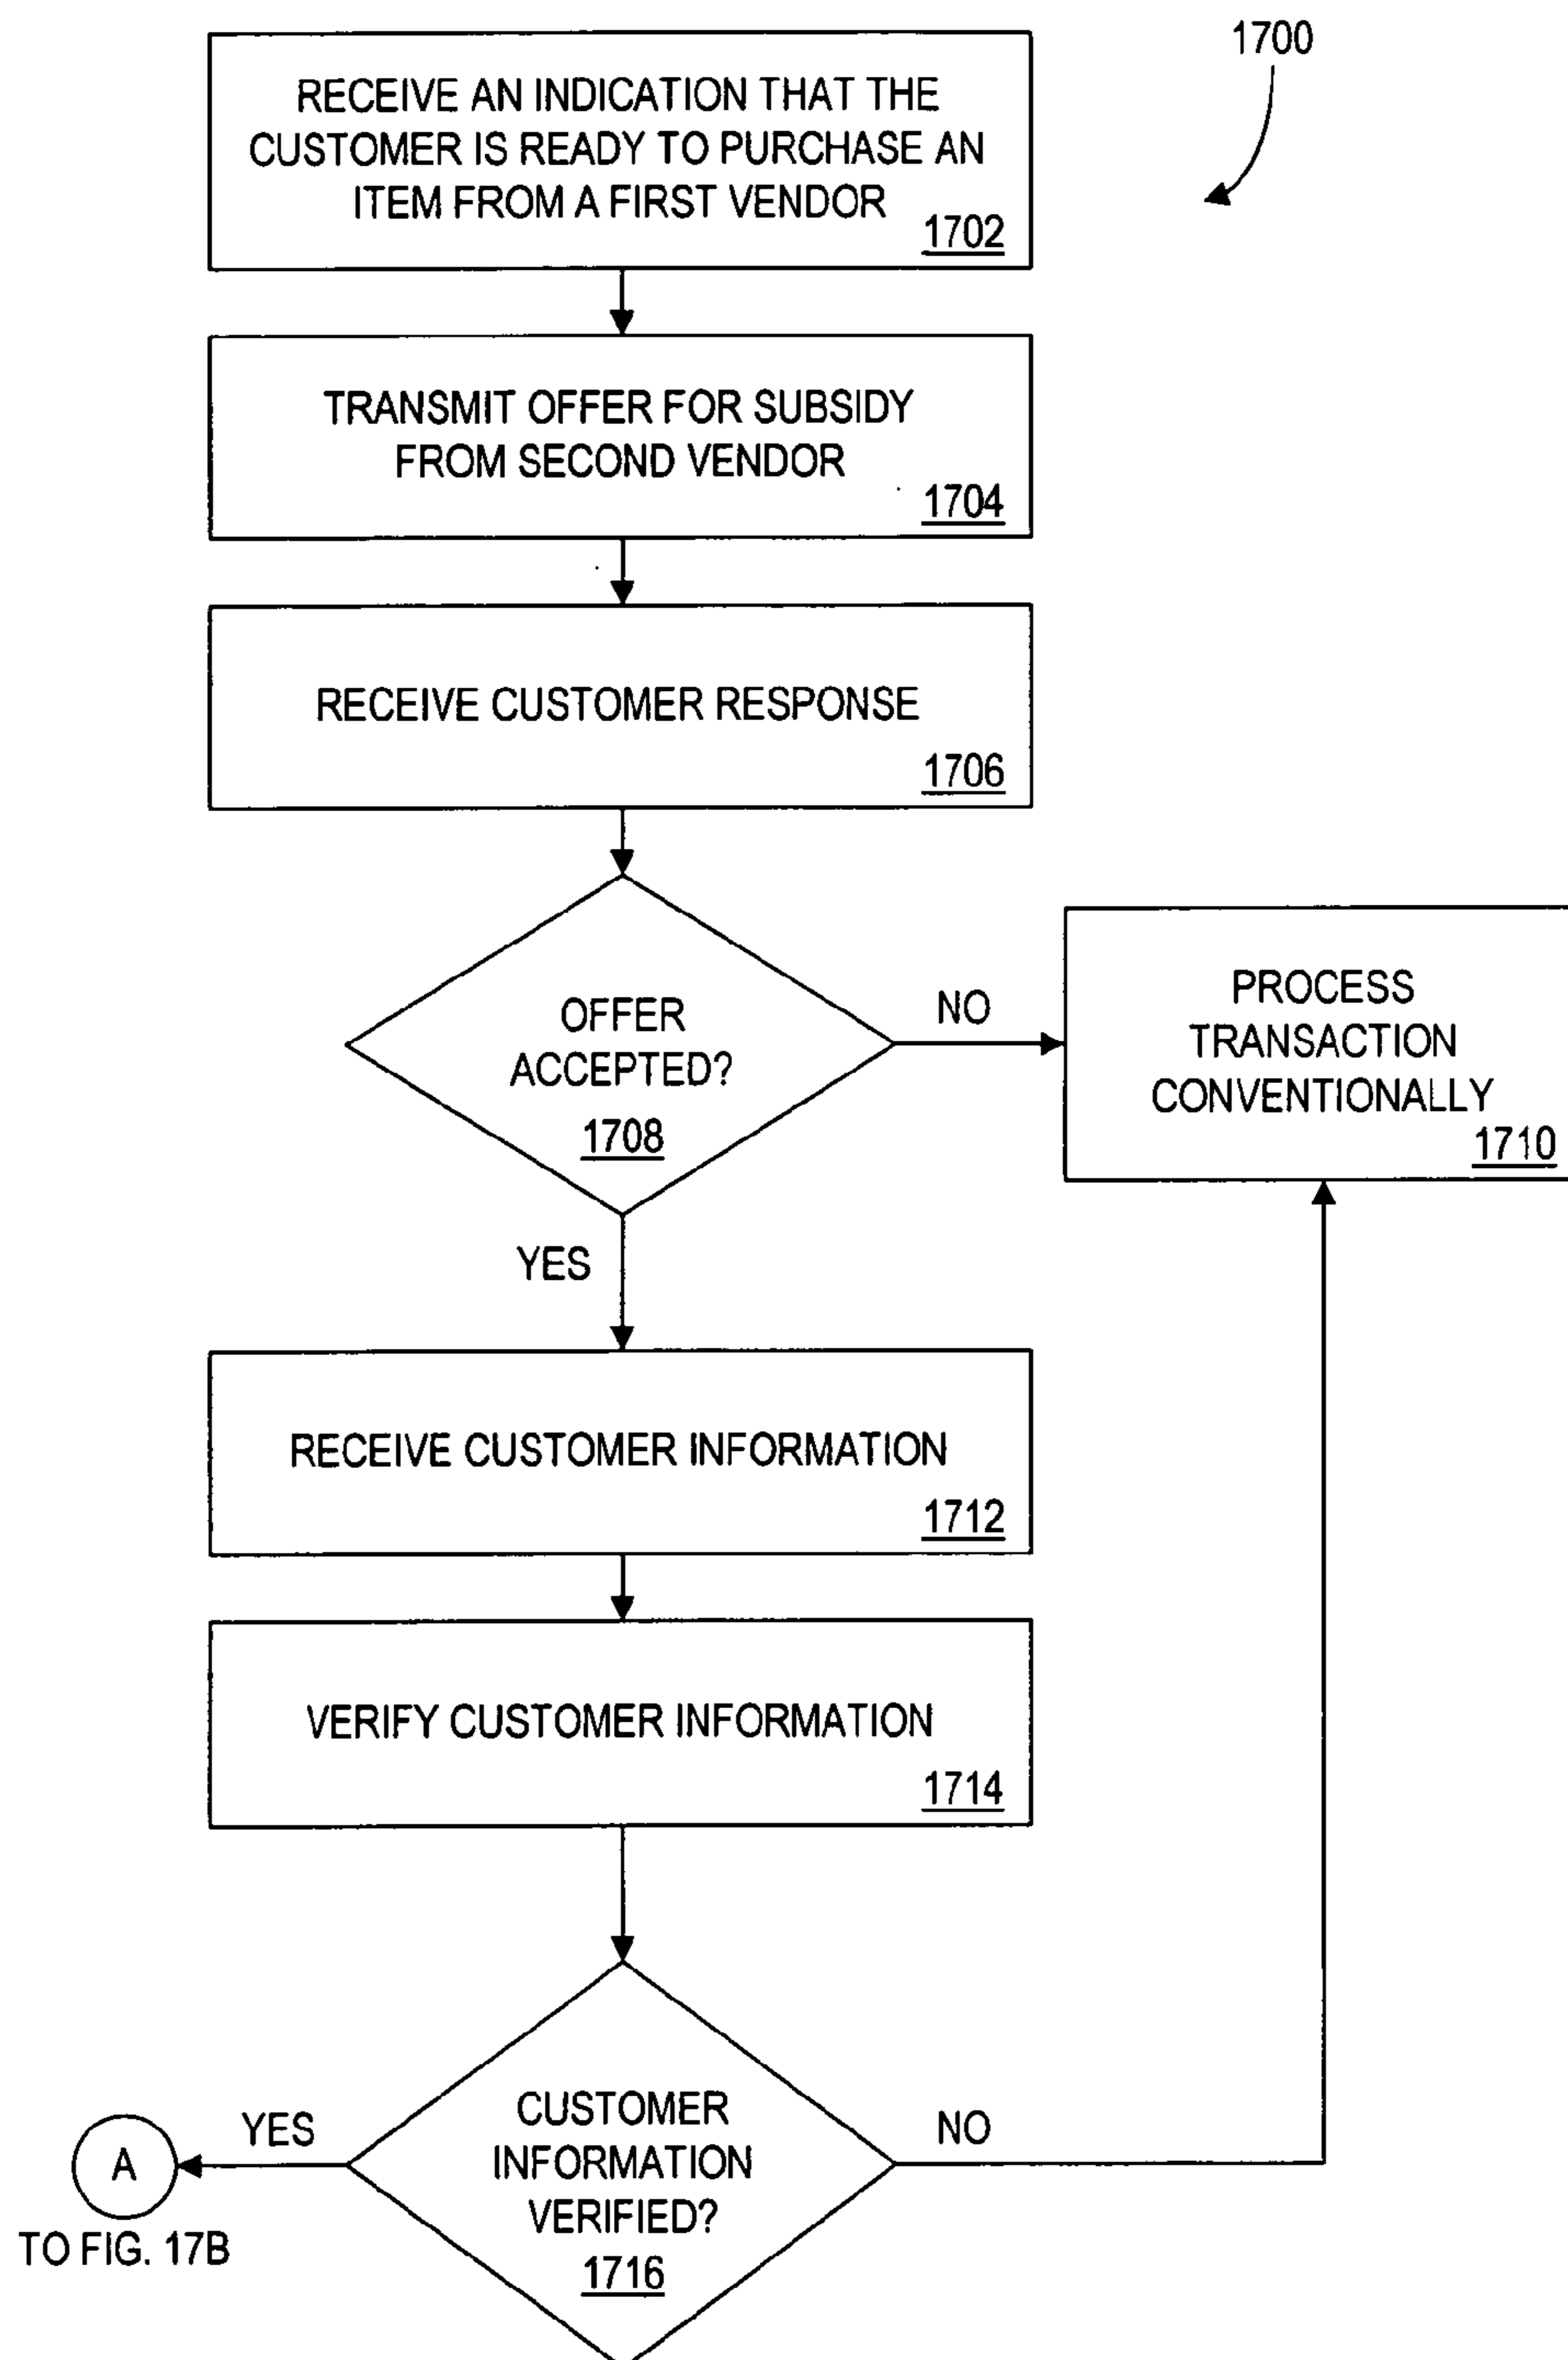 1700
RECEIVE AN INDICATION THAT THE
CUSTOMER IS READY TO PURCHASE AN
ITEM FROM A FIRST VENDOR
1702
TRANSMIT OFFER FOR SUBSIDY
FROM SECOND VENDOR
1704
RECEIVE CUSTOMER RESPONSE
1706
OFFER
ACCEPTED?
1708
NO
PROCESS
TRANSACTION
CONVENTIONALLY
1710
YES
RECEIVE CUSTOMER INFORMATION
1712
VERIFY CUSTOMER INFORMATION
1714
CUSTOMER
INFORMATION
VERIFIED?
1716
NO
YES
A
TO FIG. 17B